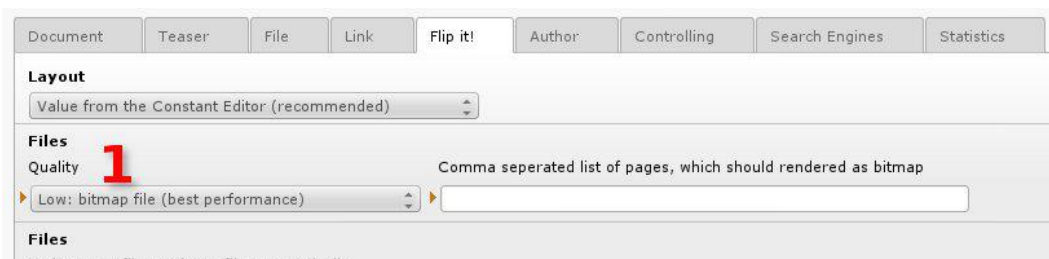 Document Teaser File Link Flip it! Author Controlling Search Engines Statistics
Layout
Value from the Constant Editor (recommended)
Files
Quality 1 Comma seperated list of pages, which should rendered as bitmap
Low: bitmap file (best performance)
Files